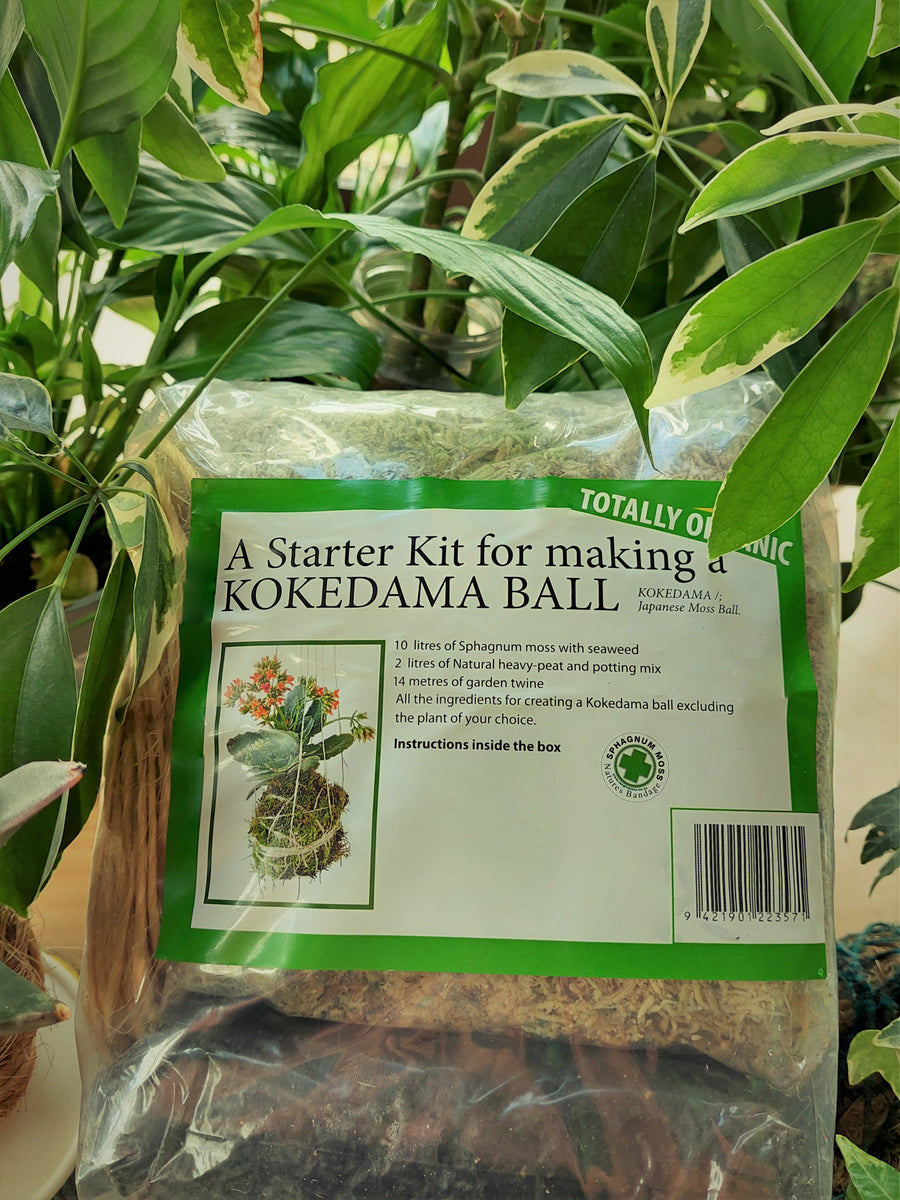 TOTALLY ORGANIC
A Starter Kit for making a
KOKEDAMA BALL
KOKEDAMA /;
Japanese Moss Ball.
10 litres of Sphagnum moss with seaweed
2 litres of Natural heavy-peat and potting mix
14 metres of garden twine
All the ingredients for creating a Kokedama ball excluding
the plant of your choice.
Instructions inside the box
SPHAGNUM MOSS
Natures Bandage
9 421901 223571